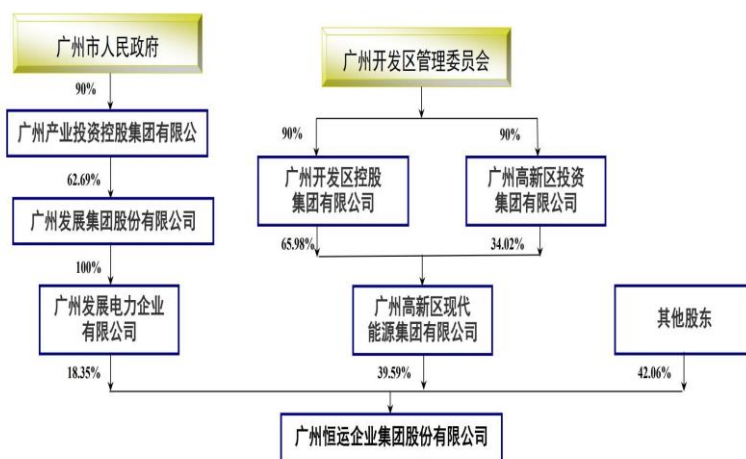 广州市人民政府
广州开发区管理委员会
90%
90%
90%
广州产业投资控股集团有限公
广州开发区控股
集团有限公司
广州高新区投资
集团有限公司
62.69%
广州发展集团股份有限公司
65.98%
34.02%
100%
广州发展电力企业
有限公司
广州高新区现代
能源集团有限公司
其他股东
18.35%
39.59%
42.06%
广州恒运企业集团股份有限公司